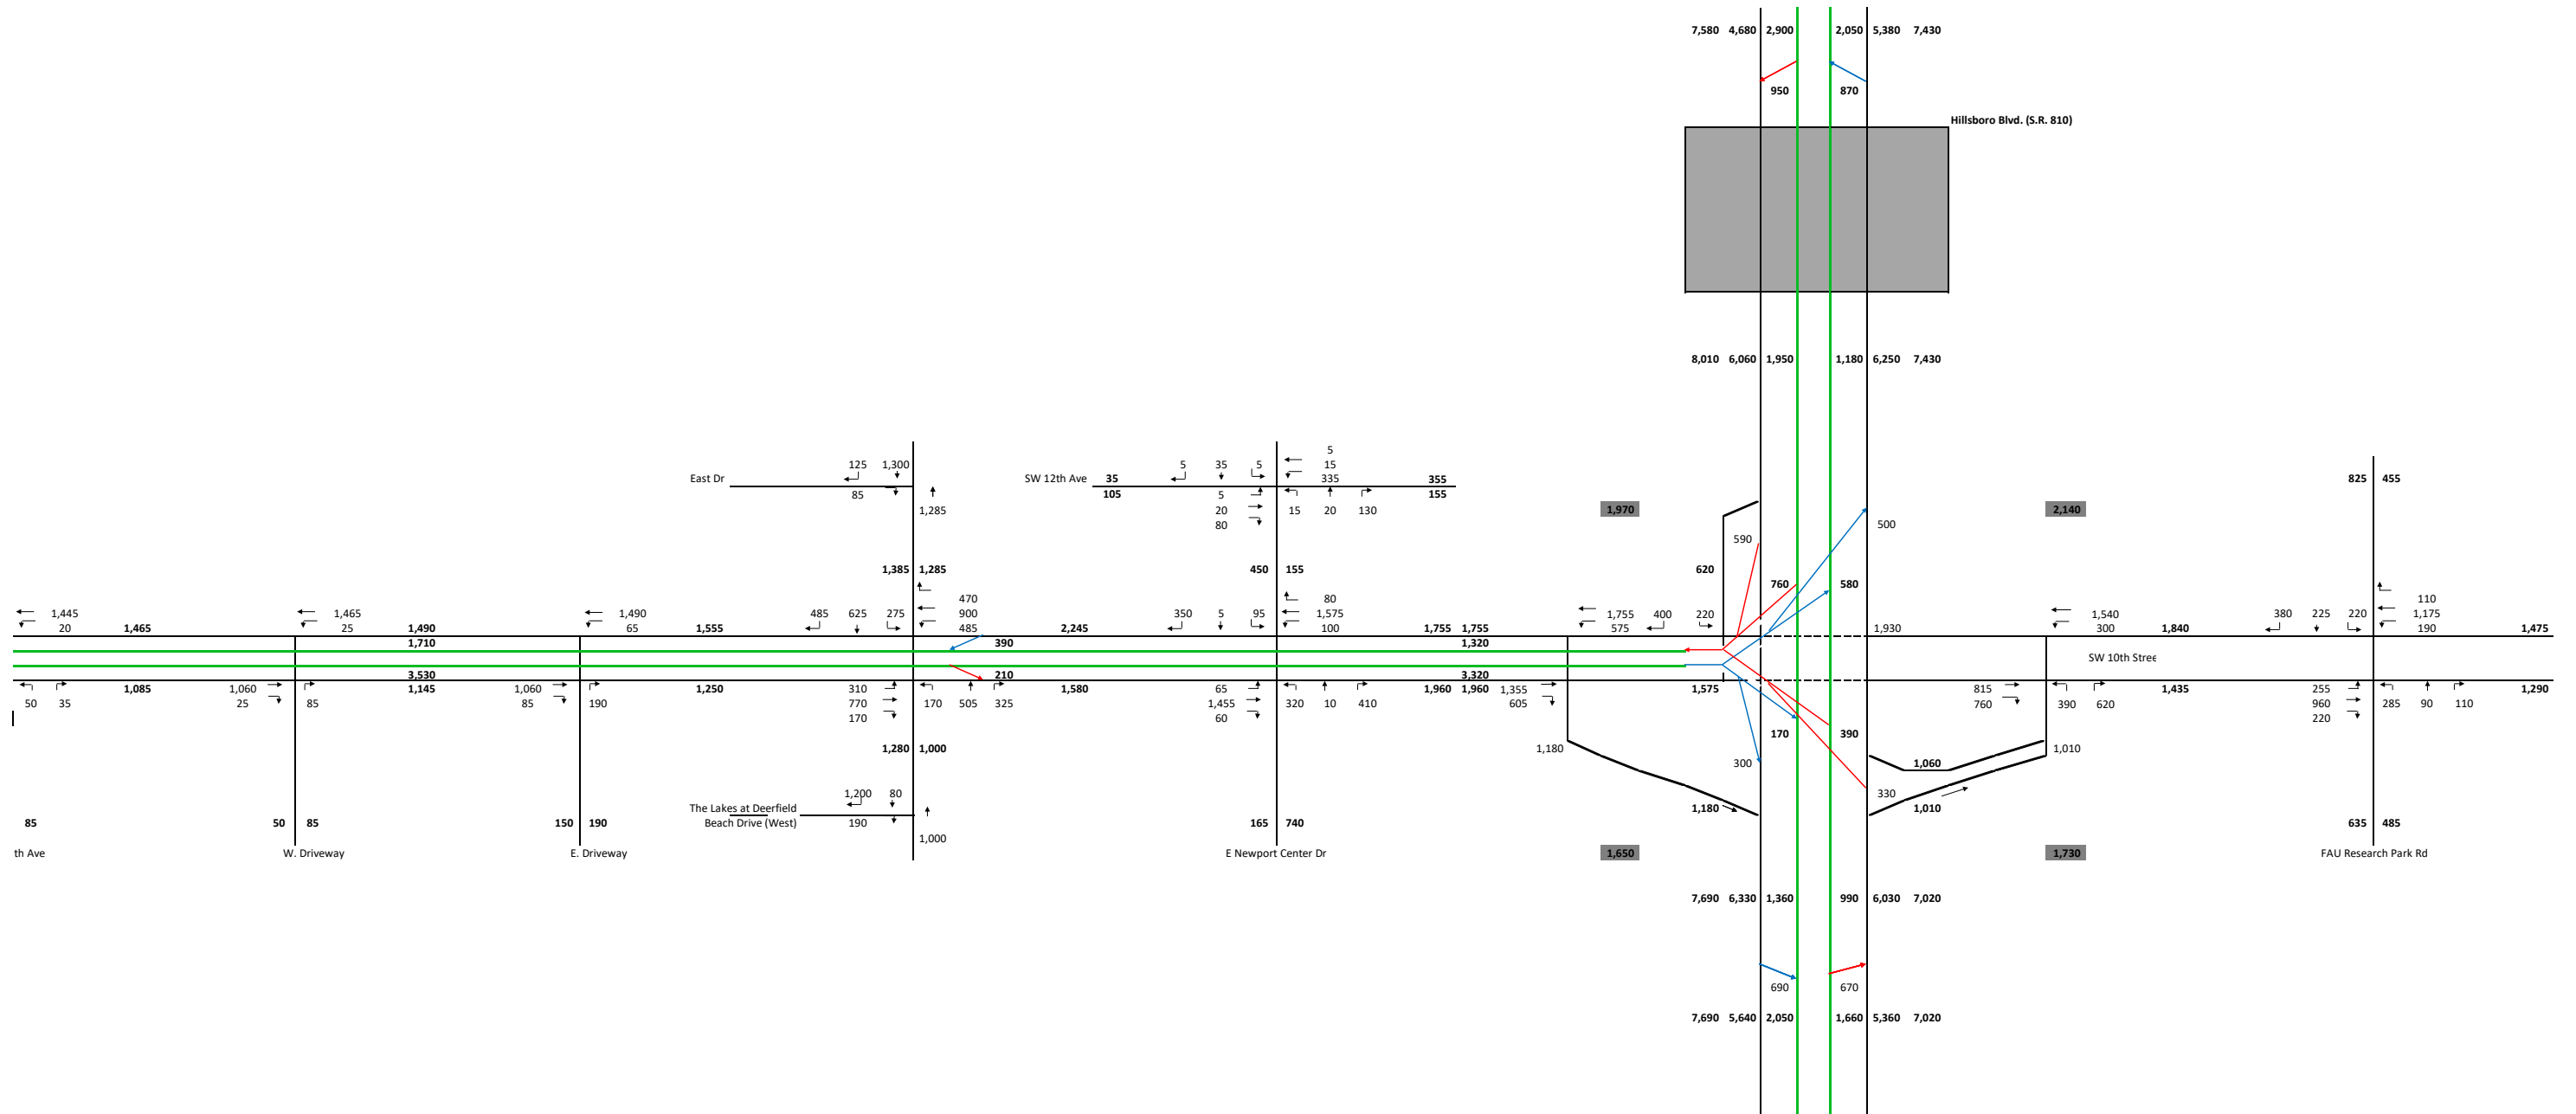 7,580 4,680 2,900 2,050 5,380 7,430
950 870
Hillsboro Blvd. (S.R. 810)
8,010 6,060 1,950 1,180 6,250 7,430
5
125 1,300 5 35 5 15
East Dr SW 12th Ave 35 335 355 825 455
85 105 5 155
1,285 20 15 20 130 1,970 2,140
80 500
590
1,385 1,285 450 155 620
760 580
470 80 110
1,445 1,465 1,490 485 625 275 900 350 5 95 1,575 1,755 400 220 1,540 380 225 220 1,175
20 1,465 25 1,490 65 1,555 485 2,245 100 1,755 1,755 575 1,930 300 1,840 190 1,475
1,710 390 1,320
SW 10th Stree
3,530 210 3,320
1,085 1,060 1,145 1,060 1,250 310 1,580 65 1,960 1,960 1,355 1,575 815 1,435 255 1,290
50 35 25 85 85 190 770 170 505 325 1,455 320 10 410 605 760 390 620 960 285 90 110
170 60 220
170 390
1,280 1,000 1,180 1,010
300 1,060
1,200 80 330
The Lakes at Deerfield 1,180 1,010
85 50 85 150 190 Beach Drive (West) 190 165 740 635 485
1,000
th Ave W. Driveway E. Driveway E Newport Center Dr 1,650 1,730 FAU Research Park Rd
7,690 6,330 1,360 990 6,030 7,020
690 670
7,690 5,640 2,050 1,660 5,360 7,020